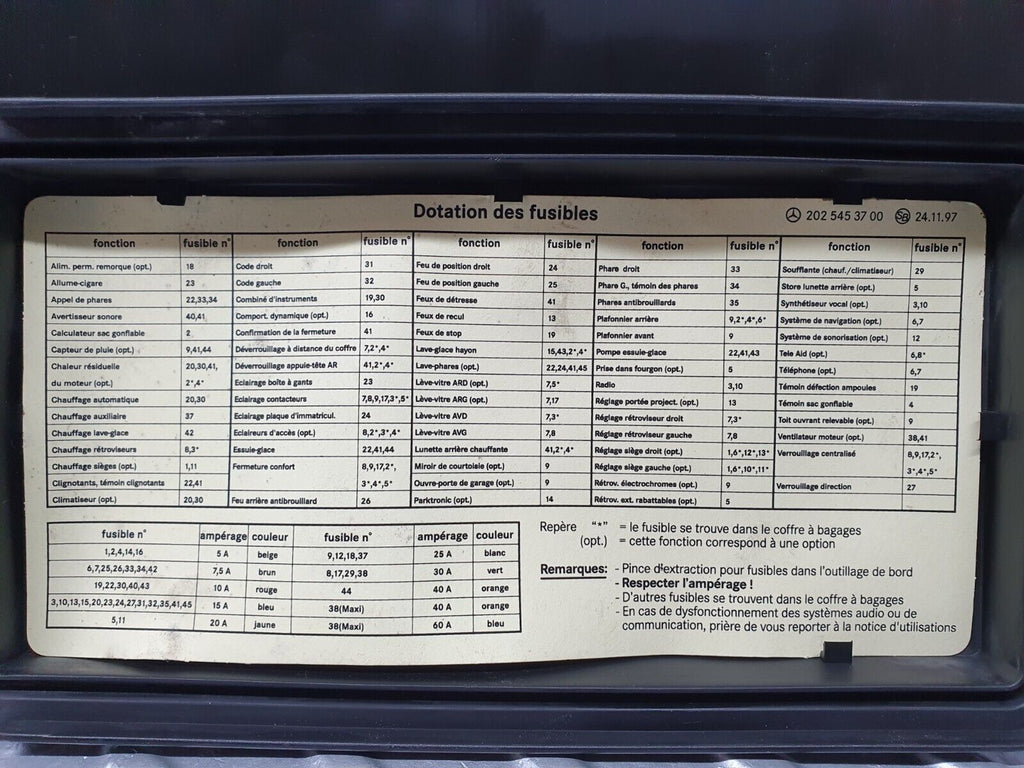 Dotation des fusibles
202 545 37 00 SB 24.11.97
fonction fusible n° fonction fusible n° fonction fusible n° fonction fusible n° fonction fusible n°
Alim. perm. remorque (opt.) 18 Code droit 31 Feu de position droit 24 Phare droit 33 Soufflante (chauf./climatiseur) 29
Allume-cigare 23 Code gauche 32 Feu de position gauche 25 Phare G., témoin des phares 34 Store lunette arrière (opt.) 5
Appel de phares 22,33,34 Combiné d'instruments 19,30 Feux de détresse 41 Phares antibrouillards 35 Synthétiseur vocal (opt.) 3,10
Avertisseur sonore 40,41 Comport. dynamique (opt.) 16 Feux de recul 13 Plafonnier arrière 9,2*,4*,6* Système de navigation (opt.) 6,7
Calculateur sac gonflable 2 Confirmation de la fermeture 41 Feux de stop 19 Plafonnier avant 9 Système de sonorisation (opt.) 12
Capteur de pluie (opt.) 9,41,44 Déverrouillage à distance du coffre 7,2*,4* Lave-glace hayon 15,43,2*,4* Pompe essuie-glace 22,41,43 Tele Aid (opt.) 6,8*
Chaleur résiduelle 20,30,41, Déverrouillage appuie-tête AR 41,2*,4* Lave-phares (opt.) 22,24,41,45 Prise dans fourgon (opt.) 5 Téléphone (opt.) 6,7
du moteur (opt.) 2*,4* Eclairage boîte à gants 23 Lève-vitre ARD (opt.) 7,5* Radio 3,10 Témoin défection ampoules 19
Chauffage automatique 20,30 Eclairage contacteurs 7,8,9,17,3*,5* Lève-vitre ARG (opt.) 7,17 Réglage portée project. (opt.) 13 Témoin sac gonflable 4
Chauffage auxiliaire 37 Eclairage plaque d'immatricul. 24 Lève-vitre AVD 7,3* Réglage rétroviseur droit 7,3* Toit ouvrant relevable (opt.) 9
Chauffage lave-glace 42 Eclaireurs d'accès (opt.) 8,2*,3*,4* Lève-vitre AVG 7,8 Réglage rétroviseur gauche 7,8 Ventilateur moteur (opt.) 38,41
Chauffage rétroviseurs 8,3* Essuie-glace 22,41,44 Lunette arrière chauffante 41,2*,4* Réglage siège droit (opt.) 1,6*12*,13* Verrouillage centralisé 8,9,17,2*,
Chauffage sièges (opt.) 1,11 Fermeture confort 8,9,17,2*, Miroir de courtoisie (opt.) 9 Réglage siège gauche (opt.) 1,6*,10*,11* 3*,4*,5*
Clignotants, témoin clignotants 22,41 3*,4*,5* Ouvre-porte de garage (opt.) 9 Rétrov. électrochromes (opt.) 9 Verrouillage direction 27
Climatiseur (opt.) 20,30 Feu arrière antibrouillard 26 Parktronic (opt.) 14 Rétrov. ext. rabattables (opt.) 5
fusible n° ampérage couleur fusible n° ampérage couleur
1,2,4,14,16 5 A beige 9,12,18,37 25 A blanc
6,7,25,26,33,34,42 7,5 A brun 8,17,29,38 30 A vert
19,22,30,40,43 10 A rouge 44 40 A orange
3,10,13,15,20,23,24,27,31,32,35,41,45 15 A bleu 38(Maxi) 40 A orange
5,11 20 A jaune 38(Maxi) 60 A bleu
Repère "*" = le fusible se trouve dans le coffre à bagages
(opt.) = cette fonction correspond à une option
Remarques: - Pince d'extraction pour fusibles dans l'outillage de bord
- Respecter l'ampérage !
- D'autres fusibles se trouvent dans le coffre à bagages
- En cas de dysfonctionnement des systèmes audio ou de
communication, prière de vous reporter à la notice d'utilisations